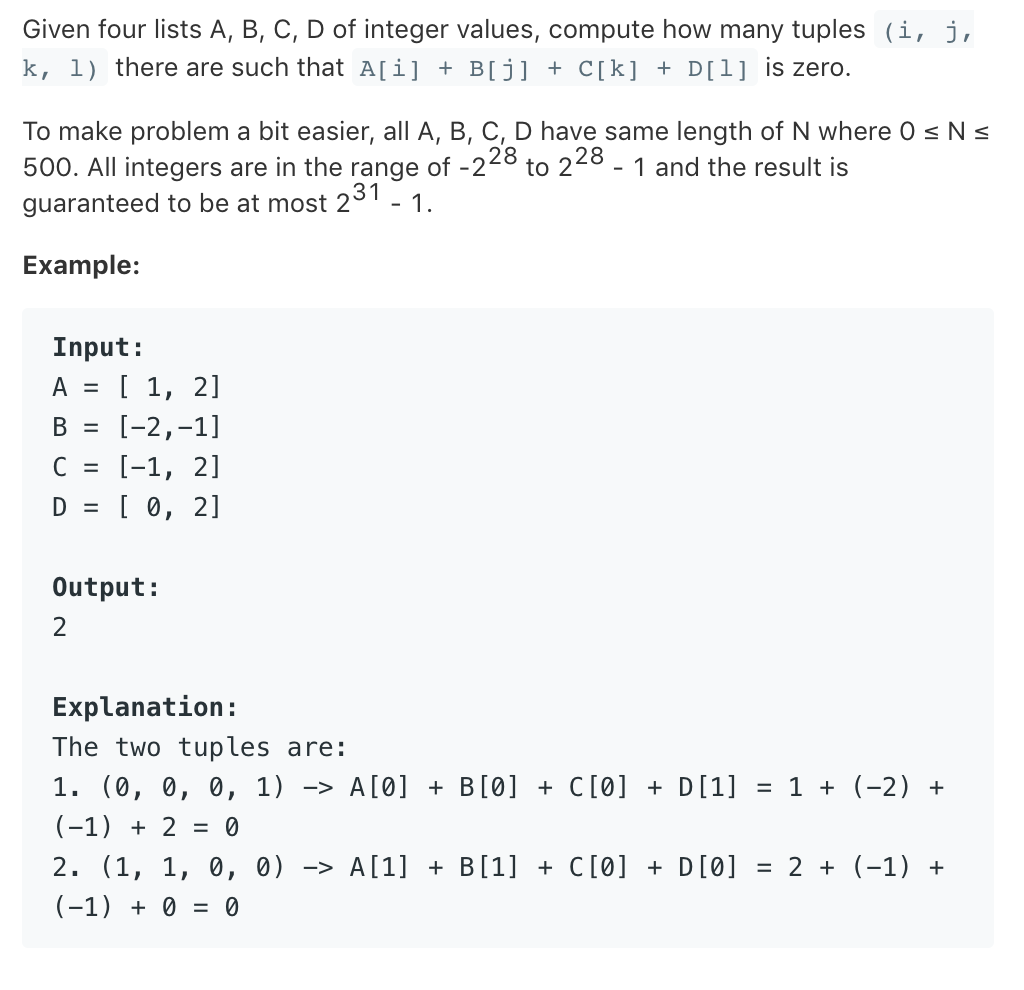 Given four lists A, B, C, D of integer values, compute how many tuples (i, j,
k, l) there are such that A[i] + B[j] + C[k] + D[l] is zero.
To make problem a bit easier, all A, B, C, D have same length of N where 0 ≤ N ≤
500. All integers are in the range of -2^28 to 2^28 - 1 and the result is
guaranteed to be at most 2^31 - 1.
Example:
Input:
A = [ 1, 2]
B = [-2,-1]
C = [-1, 2]
D = [ 0, 2]
Output:
2
Explanation:
The two tuples are:
1. (0, 0, 0, 1) -> A[0] + B[0] + C[0] + D[1] = 1 + (-2) +
(-1) + 2 = 0
2. (1, 1, 0, 0) -> A[1] + B[1] + C[0] + D[0] = 2 + (-1) +
(-1) + 0 = 0